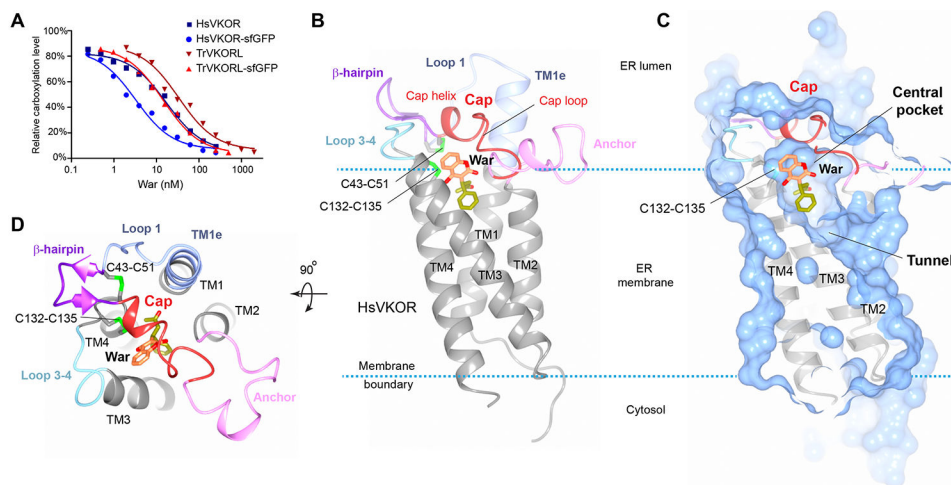 A
HsVKOR
HsVKOR-sfGFP
TrVKORL
TrVKORL-sfGFP
Relative carboxylation level
100%
80%
60%
40%
20%
0%
0.1
1
10
100
1000
War (nM)
B
Loop 1
TM1e
β-hairpin
Cap helix
Cap
Cap loop
Loop 3-4
War
Anchor
C43-C51
C132-C135
TM1
TM4
TM2
TM3
HsVKOR
Membrane
boundary
ER lumen
ER
membrane
Cytosol
C
Cap
Central
pocket
War
C132-C135
Tunnel
TM4
TM3
TM2
D
Loop 1
TM1e
β-hairpin
C43-C51
TM1
Cap
C132-C135
TM2
TM4
War
Loop 3-4
Anchor
TM3
90°